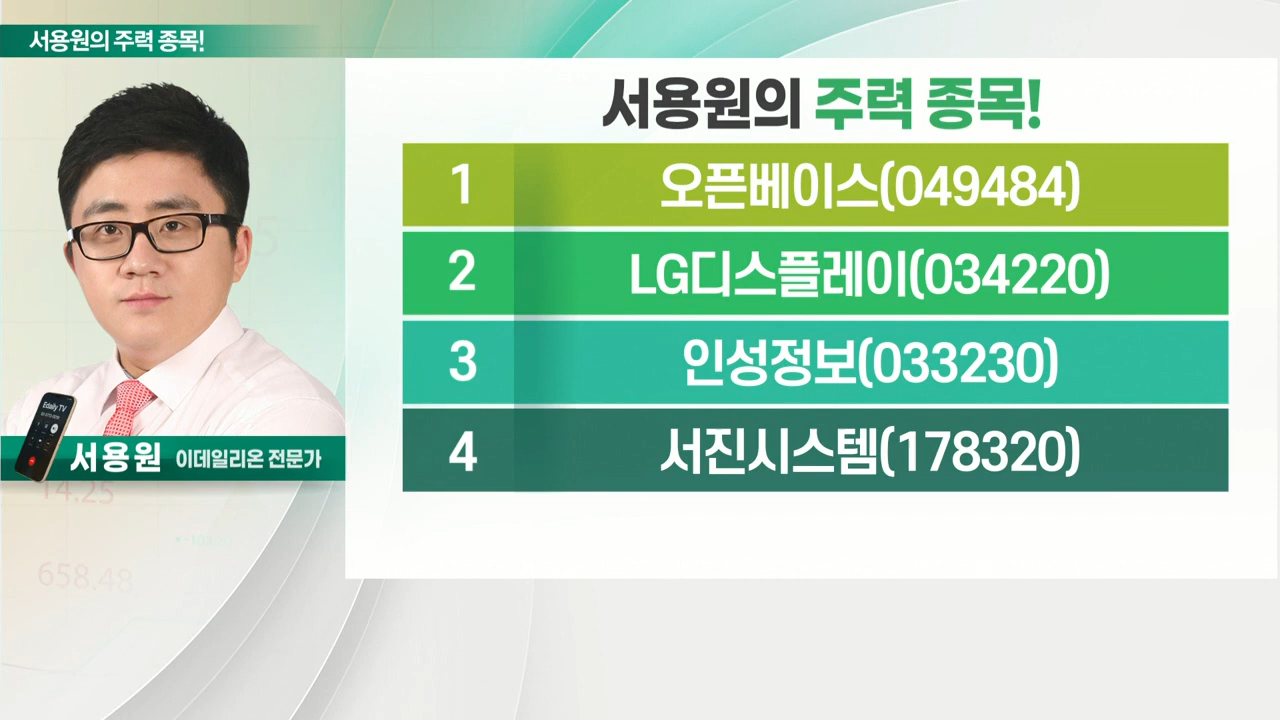 서용원의 주력 종목!
서용원의 주력 종목!
1 오픈베이스(049484)
2 LG디스플레이(034220)
3 인성정보(033230)
4 서진시스템(178320)
Edaily TV
서용원 이데일리온 전문가
14.25
658.48